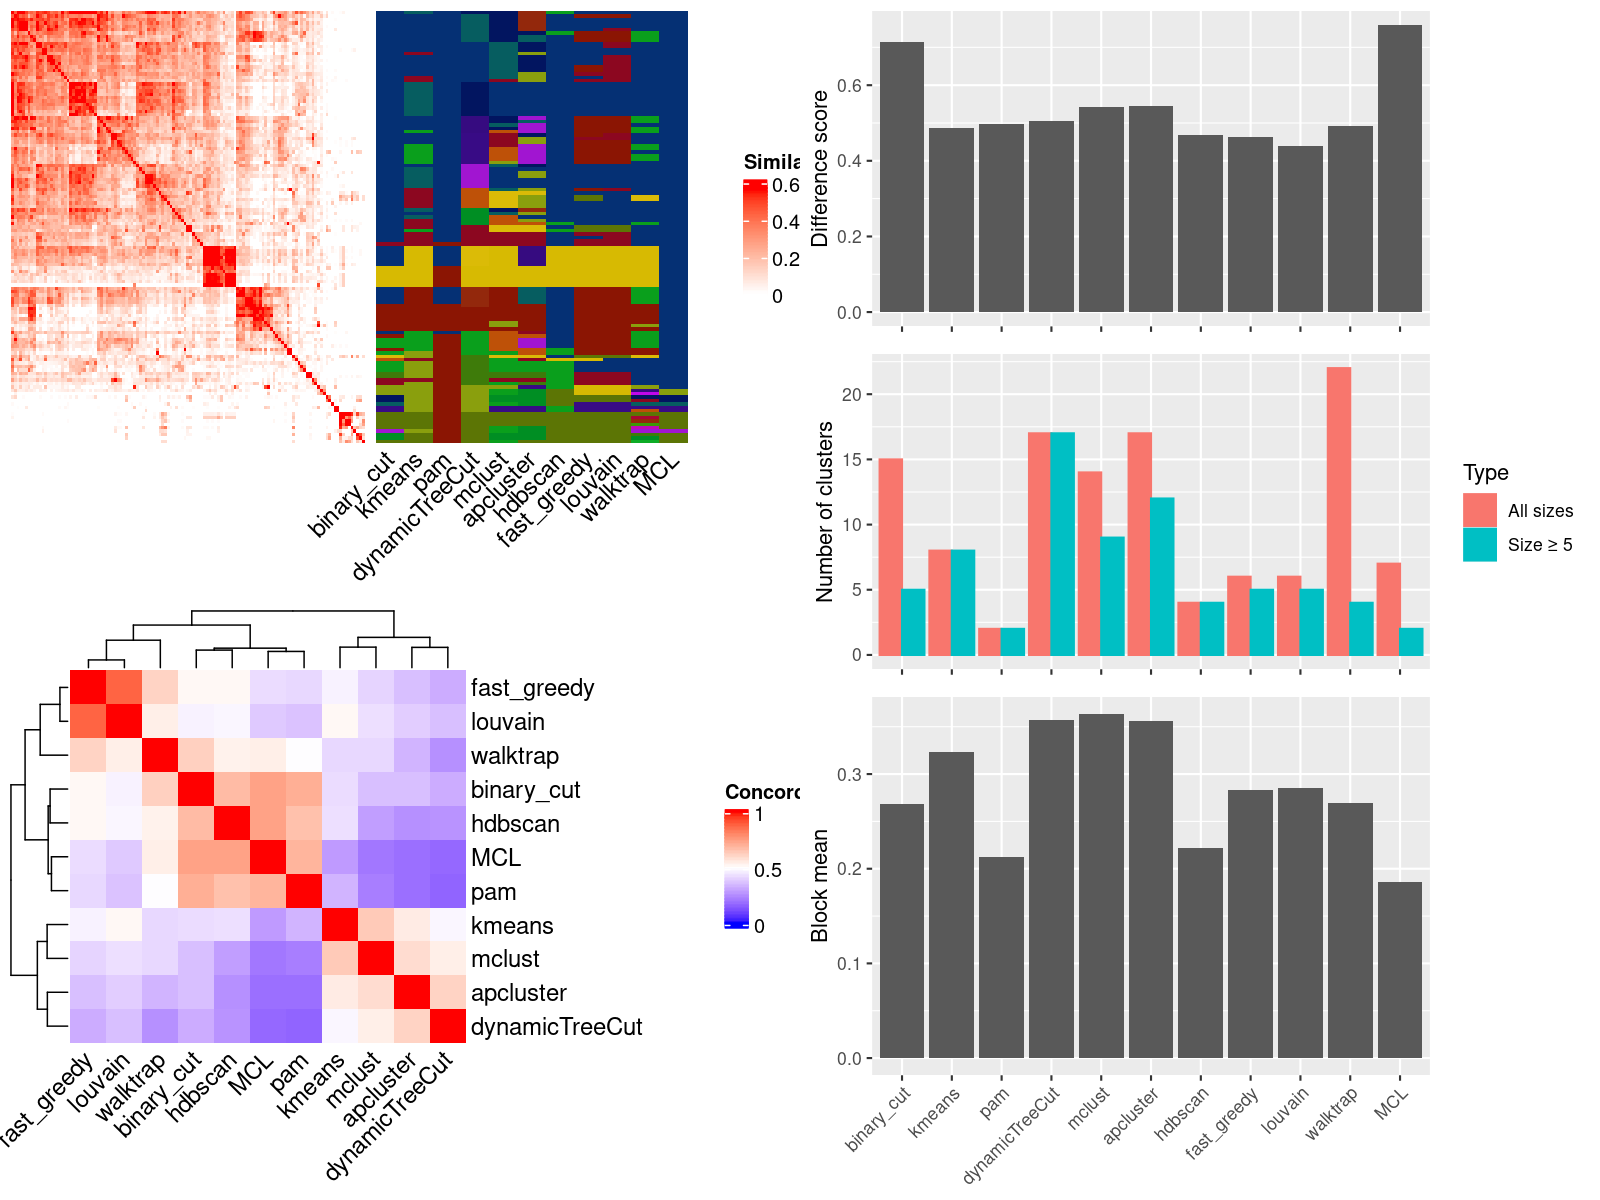 Simila
0.6
0.4
0.2
0
binary_cut
kmeans
pam
dynamicTreeCut
mclust
apcluster
hdbscan
fast_greedy
louvain
walktrap
MCL
fast_greedy
louvain
walktrap
binary_cut
hdbscan
MCL
pam
kmeans
mclust
apcluster
dynamicTreeCut
fast_greedy
louvain
walktrap
binary_cut
hdbscan
MCL
pam
kmeans
mclust
apcluster
dynamicTreeCut
Concord
1
0.5
0
Difference score
0.6
0.4
0.2
0.0
Number of clusters
20
15
10
5
0
Type
All sizes
Size ≥ 5
Block mean
0.3
0.2
0.1
0.0
binary_cut
kmeans
pam
dynamicTreeCut
mclust
apcluster
hdbscan
fast_greedy
louvain
walktrap
MCL